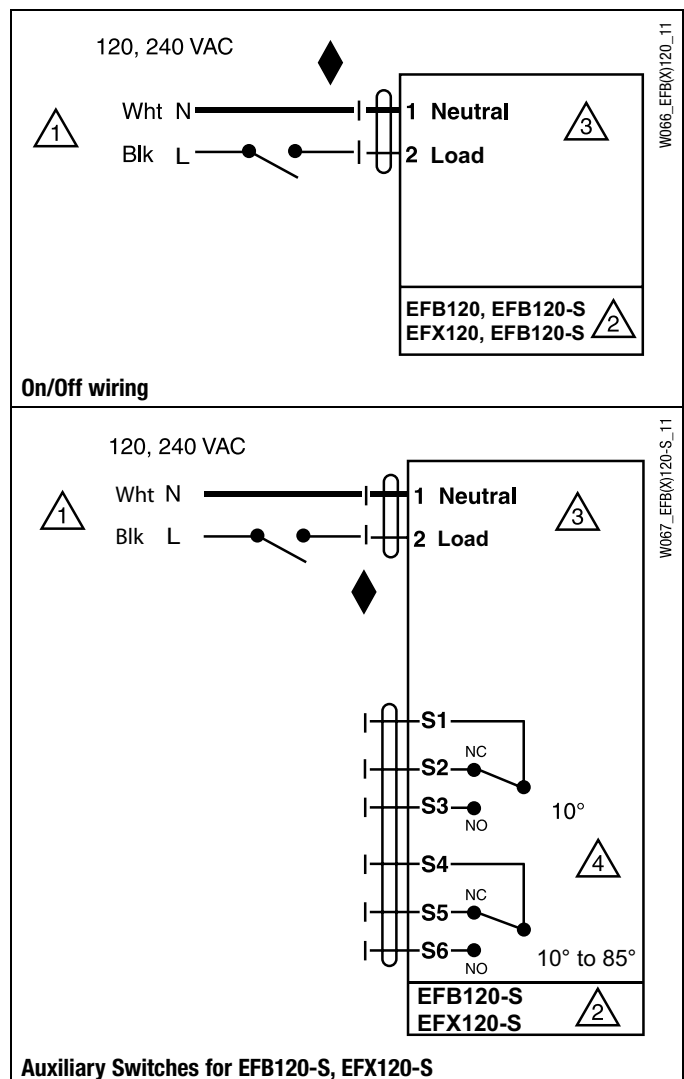 120, 240 VAC
W066_EFB(X)120_11
1
Wht N
1 Neutral
3
Blk L
2 Load
EFB120, EFB120-S
EFX120, EFB120-S
2
On/Off wiring
120, 240 VAC
W067_EFB(X)120-S_11
1
Wht N
1 Neutral
3
Blk L
2 Load
S1
S2 NC
S3 NO
10°
S4
4
S5 NC
S6 NO
10° to 85°
EFB120-S
EFX120-S
2
Auxiliary Switches for EFB120-S, EFX120-S